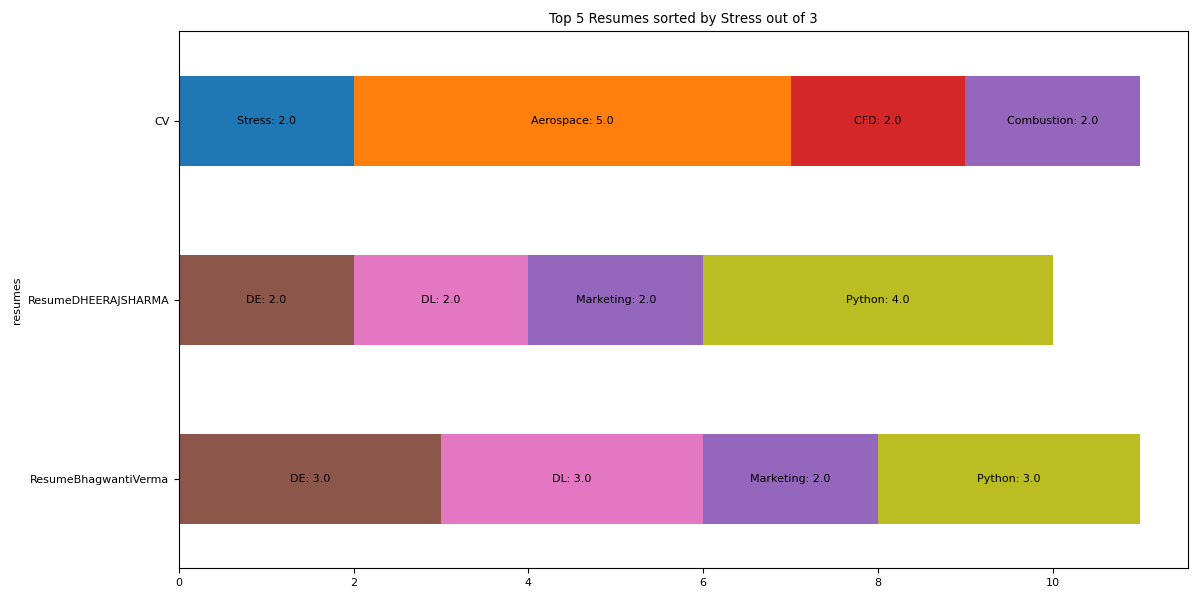 Top 5 Resumes sorted by Stress out of 3
CV
Stress: 2.0
Aerospace: 5.0
CFD: 2.0
Combustion: 2.0
resumes
ResumeDHEERAJSHARMA
DE: 2.0
DL: 2.0
Marketing: 2.0
Python: 4.0
ResumeBhagwantiVerma
DE: 3.0
DL: 3.0
Marketing: 2.0
Python: 3.0
0 2 4 6 8 10